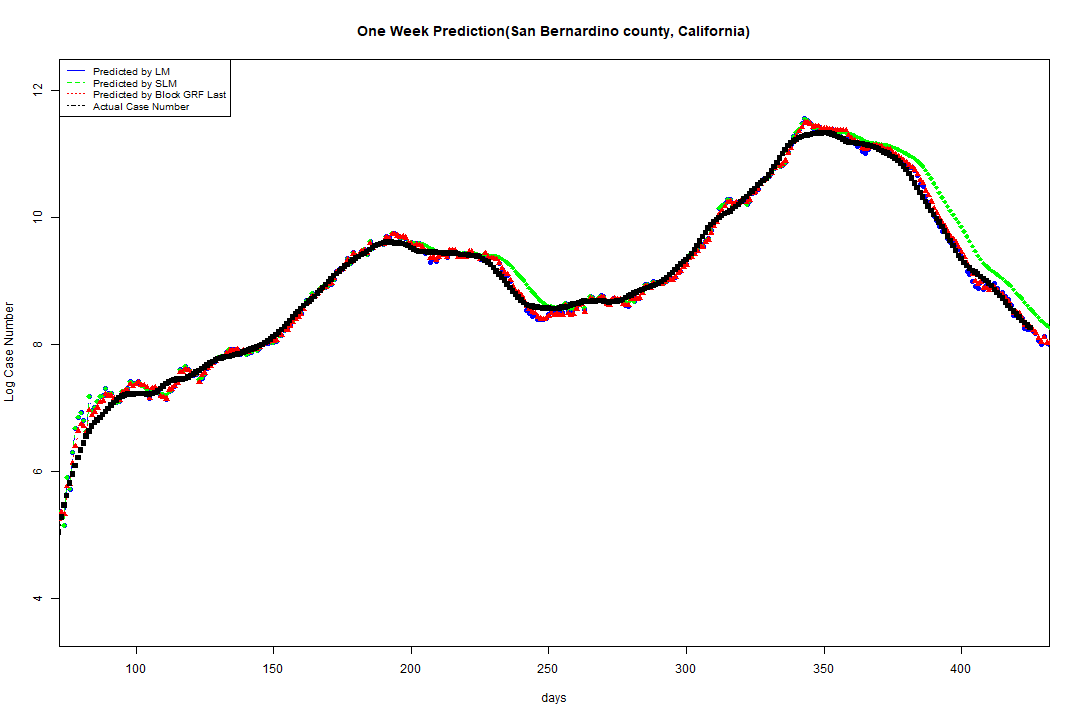 One Week Prediction(San Bernardino county, California)
Predicted by LM
Predicted by SLM
Predicted by Block GRF Last
Actual Case Number
12
10
8
6
4
Log Case Number
100 150 200 250 300 350 400
days